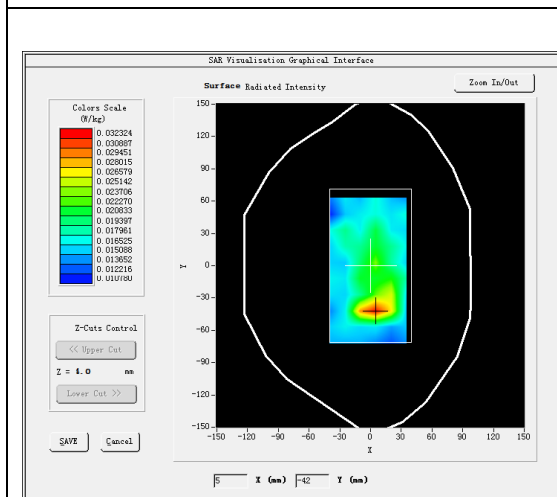 SAR Visualisation Graphical Interface
Surface Radiated Intensity
Zoom In/Out
Colors Scale
(W/kg)
0.032324
0.030887
0.029451
0.028015
0.026579
0.025142
0.023706
0.022270
0.020833
0.019397
0.017961
0.016525
0.015088
0.013652
0.012216
0.010780
Z-Cuts Control
<< Upper Cut
Z = 4.0 mm
Lower Cut >>
SAVE Cancel
150
120
90
60
30
Y 0
-30
-60
-90
-120
-150
-150 -120 -90 -60 -30 0 30 60 90 120 150
X
5 X (mm) -42 Y (mm)